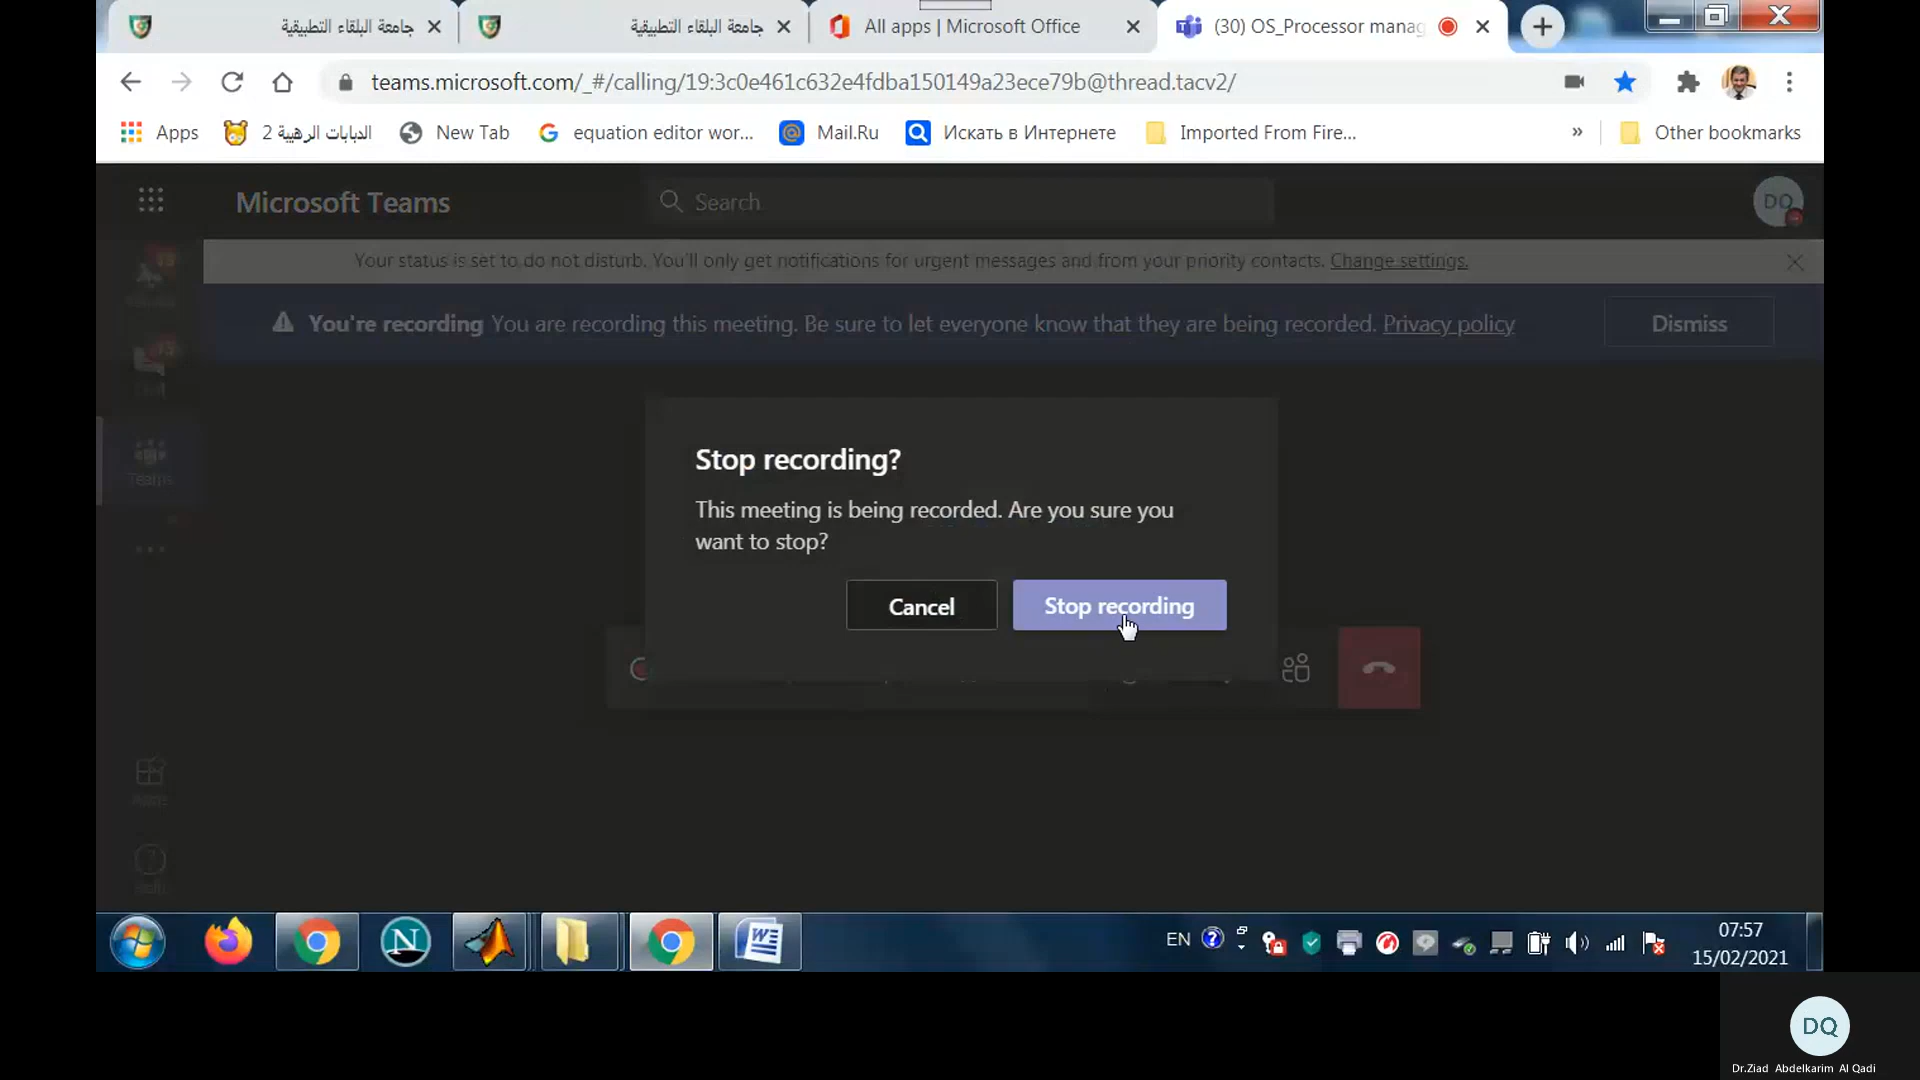 جامعة البلقاء التطبيقية
جامعة البلقاء التطبيقية
All apps | Microsoft Office
(30) OS_Processor manag
teams.microsoft.com/_#/calling/19:3c0e461c632e4fdba150149a23ece79b@thread.tacv2/
Apps
الدبابات الرهيبة 2
New Tab
equation editor wor...
Mail.Ru
Искать в Интернете
Imported From Fire...
»
Other bookmarks
Microsoft Teams
Search
DQ
Your status is set to do not disturb. You'll only get notifications for urgent messages and from your priority contacts. Change settings.
You're recording You are recording this meeting. Be sure to let everyone know that they are being recorded. Privacy policy
Dismiss
Teams
Stop recording?
This meeting is being recorded. Are you sure you
want to stop?
Cancel
Stop recording
EN
07:57
15/02/2021
DQ
Dr.Ziad Abdelkarim Al Qadi